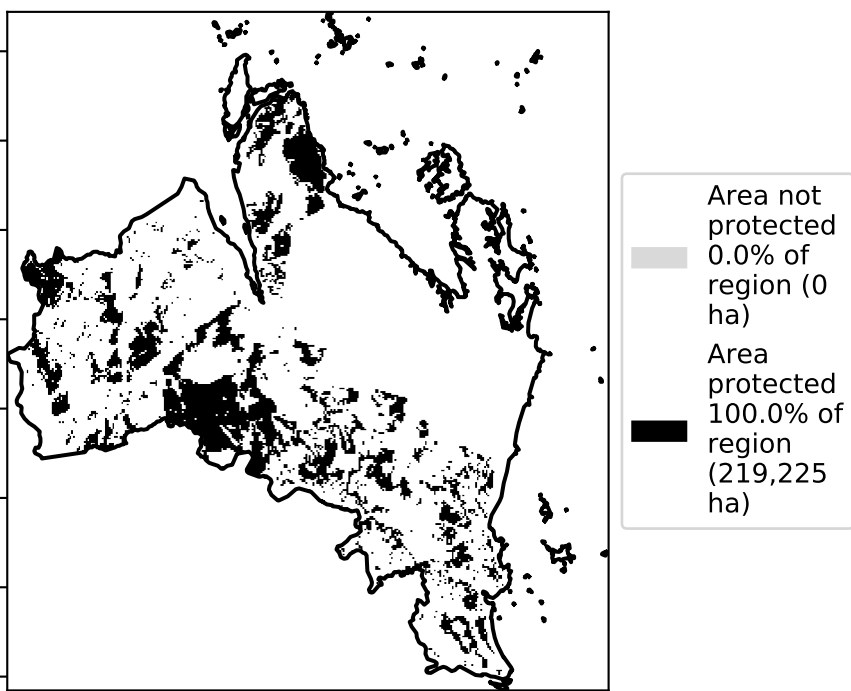 Area not
protected
0.0% of
region (0
ha)
Area
protected
100.0% of
region
(219,225
ha)